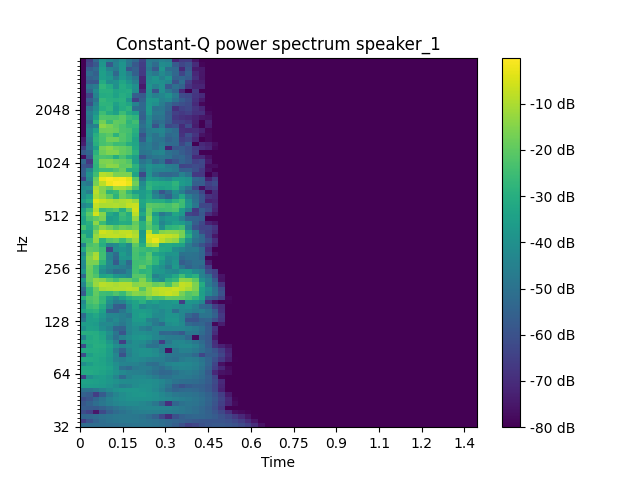 Constant-Q power spectrum speaker_1
Hz
2048
1024
512
256
128
64
32
0 0.15 0.3 0.45 0.6 0.75 0.9 1.1 1.2 1.4
Time
-10 dB
-20 dB
-30 dB
-40 dB
-50 dB
-60 dB
-70 dB
-80 dB